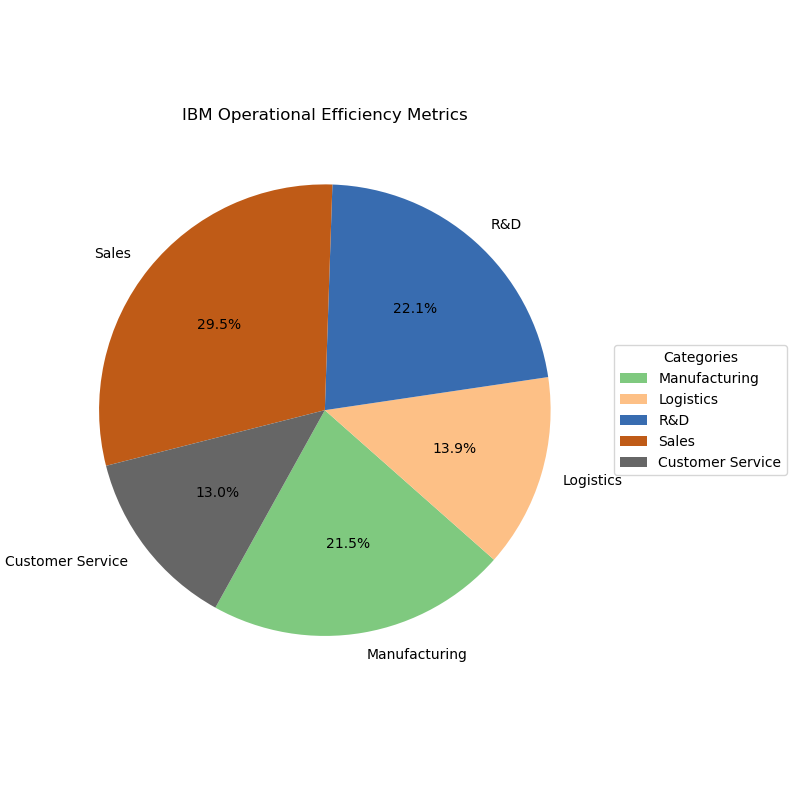 IBM Operational Efficiency Metrics
R&D
Sales
22.1%
29.5%
Categories
Manufacturing
Logistics
R&D
Sales
Customer Service
13.9%
Logistics
13.0%
21.5%
Customer Service
Manufacturing